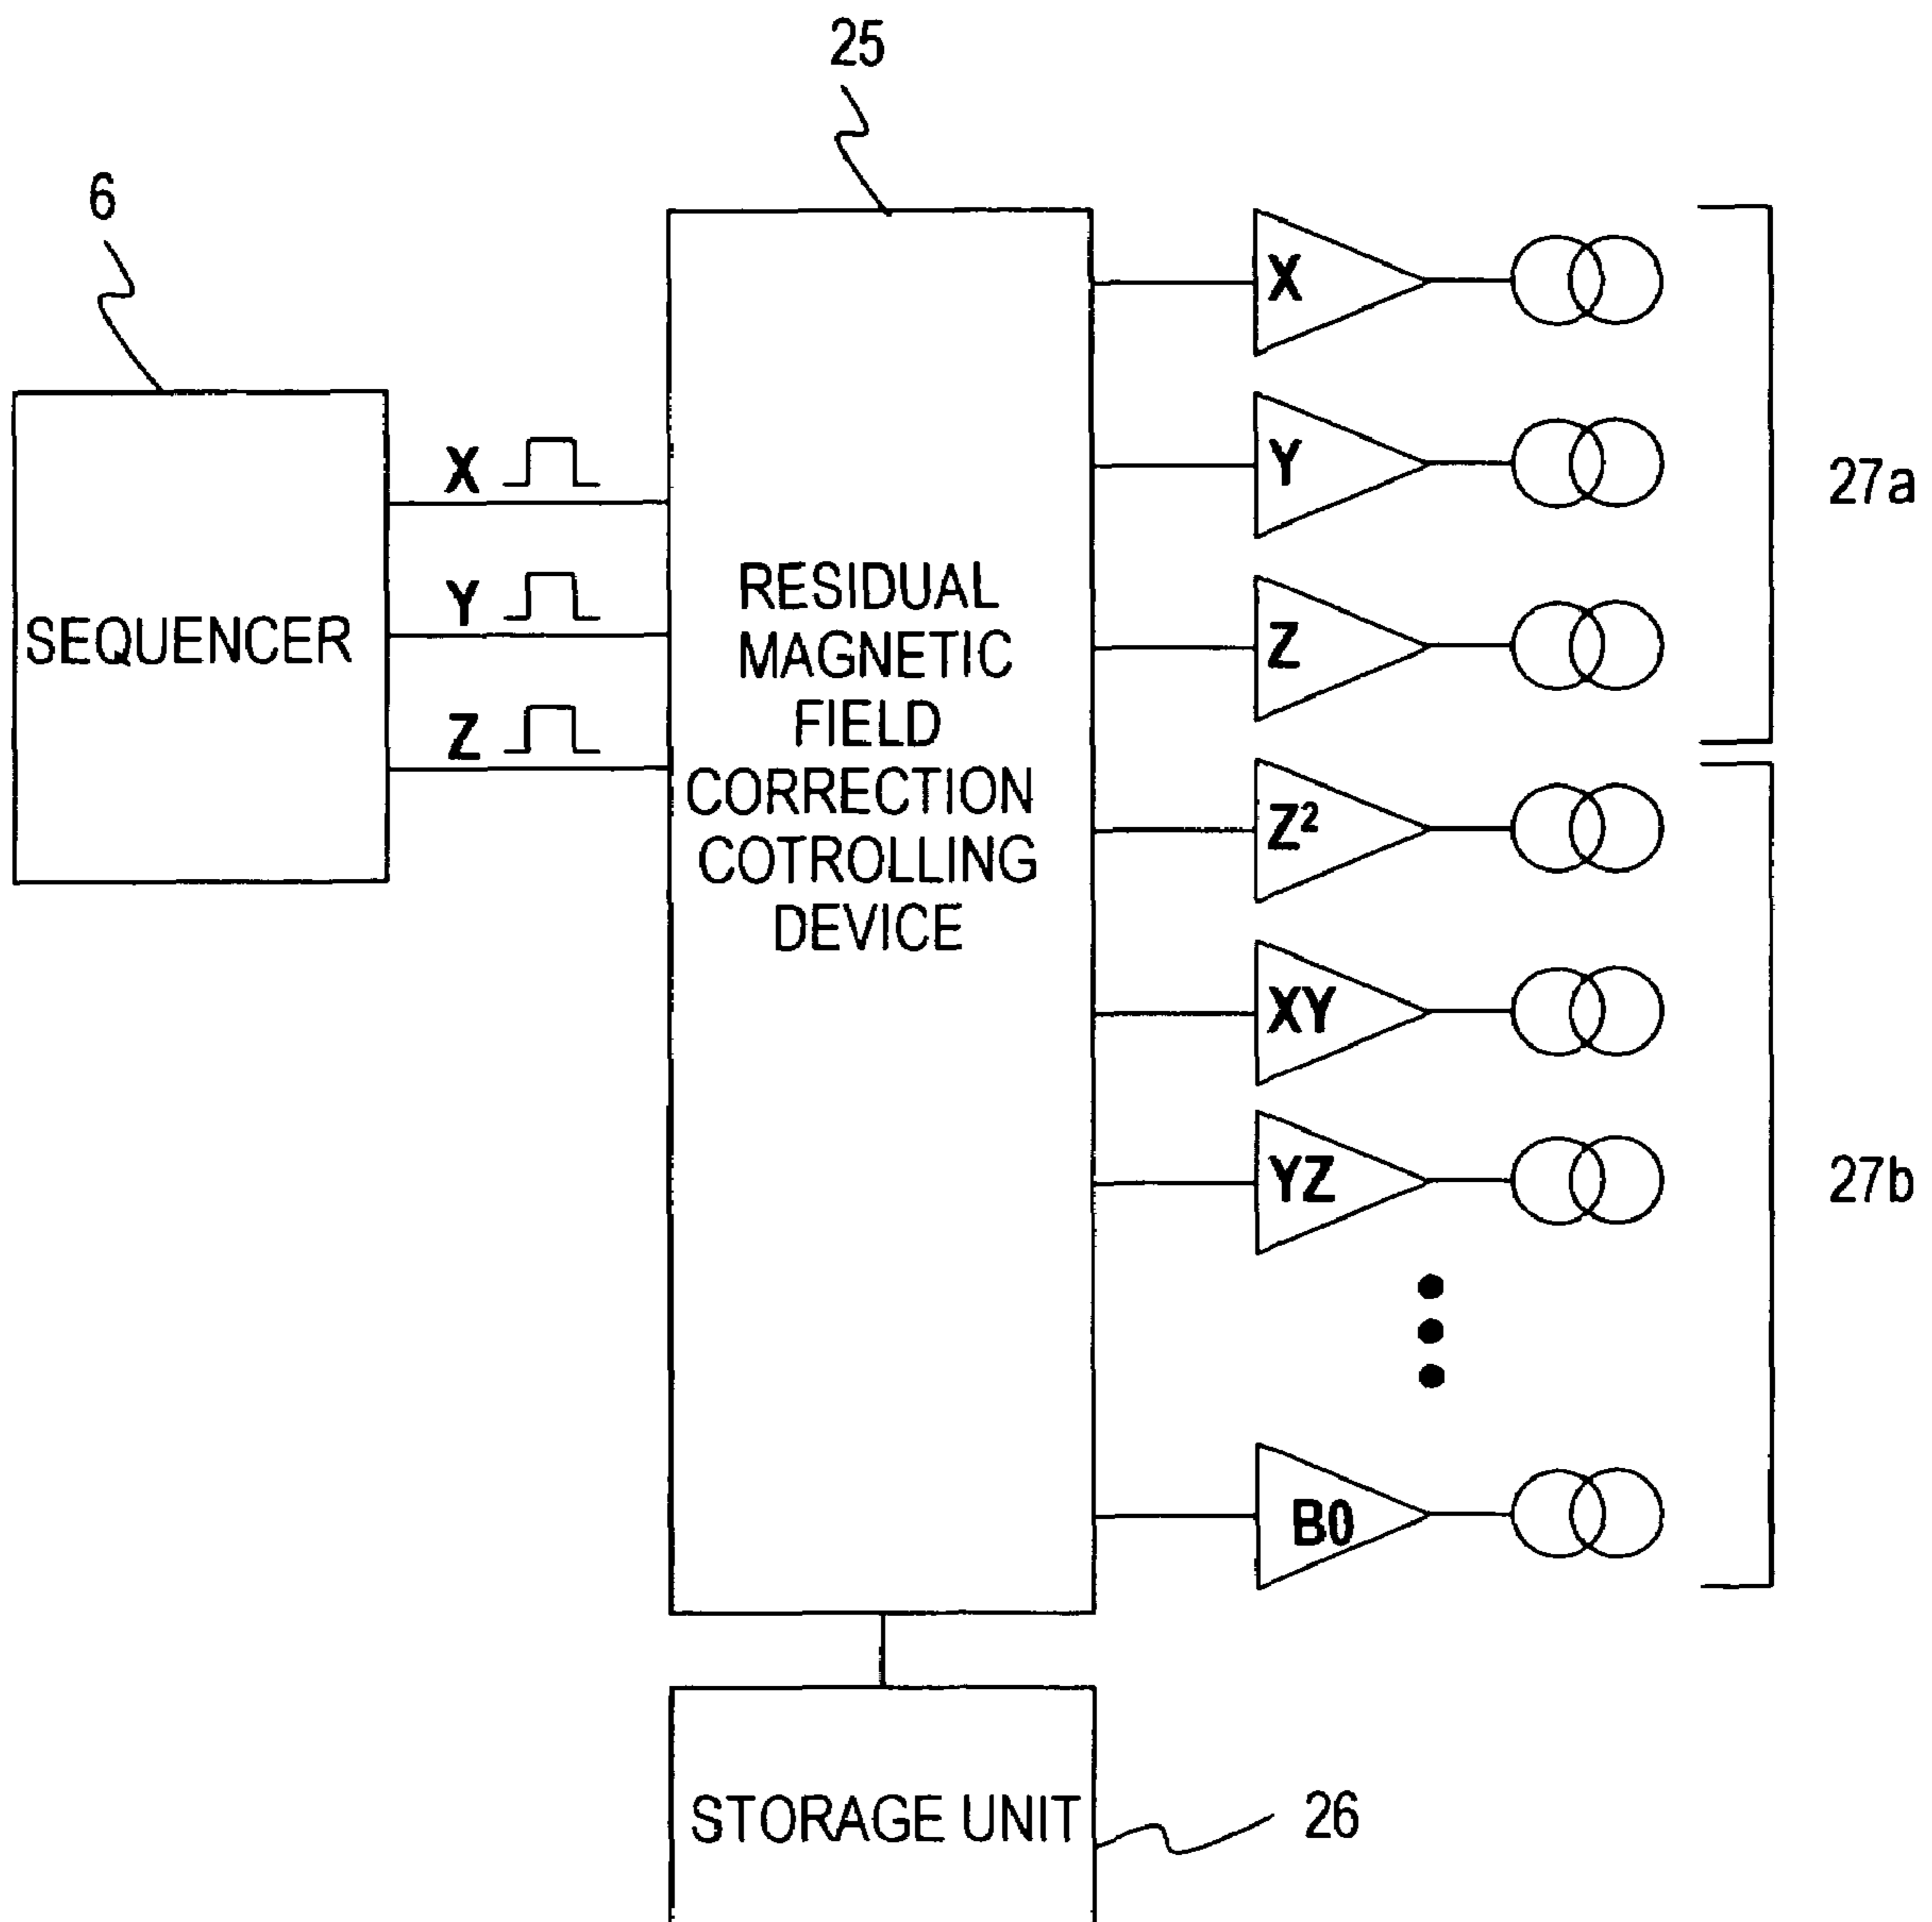 25
6
SEQUENCER
X
Y
Z
RESIDUAL
MAGNETIC
FIELD
CORRECTION
COTROLLING
DEVICE
X
Y
Z
27a
Z²
XY
YZ
B0
27b
STORAGE UNIT
26